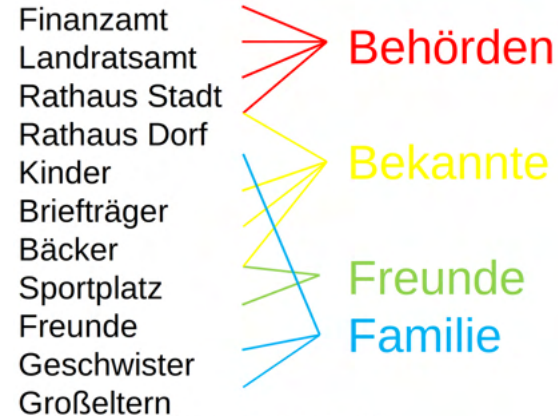 Finanzamt
Landratsamt
Rathaus Stadt
Rathaus Dorf
Kinder
Briefträger
Bäcker
Sportplatz
Freunde
Geschwister
Großeltern
Behörden
Bekannte
Freunde
Familie